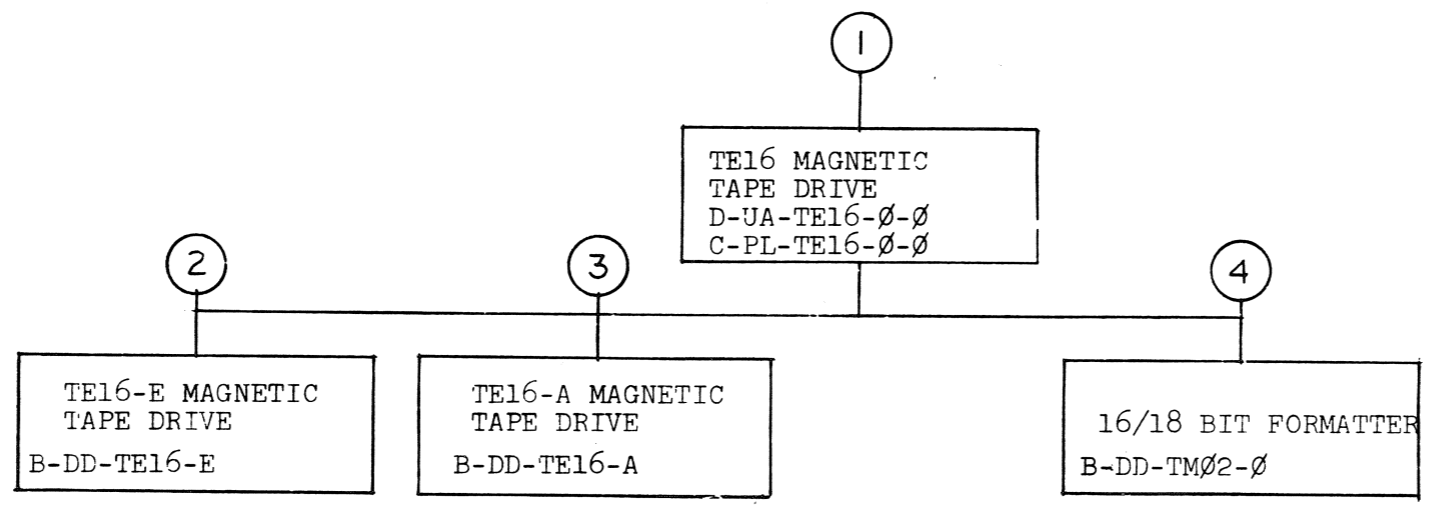 1
TE16 MAGNETIC
TAPE DRIVE
D-UA-TE16-Ø-Ø
C-PL-TE16-Ø-Ø
2
TE16-E MAGNETIC
TAPE DRIVE
B-DD-TE16-E
3
TE16-A MAGNETIC
TAPE DRIVE
B-DD-TE16-A
4
16/18 BIT FORMATTER
B-DD-TMØ2-Ø